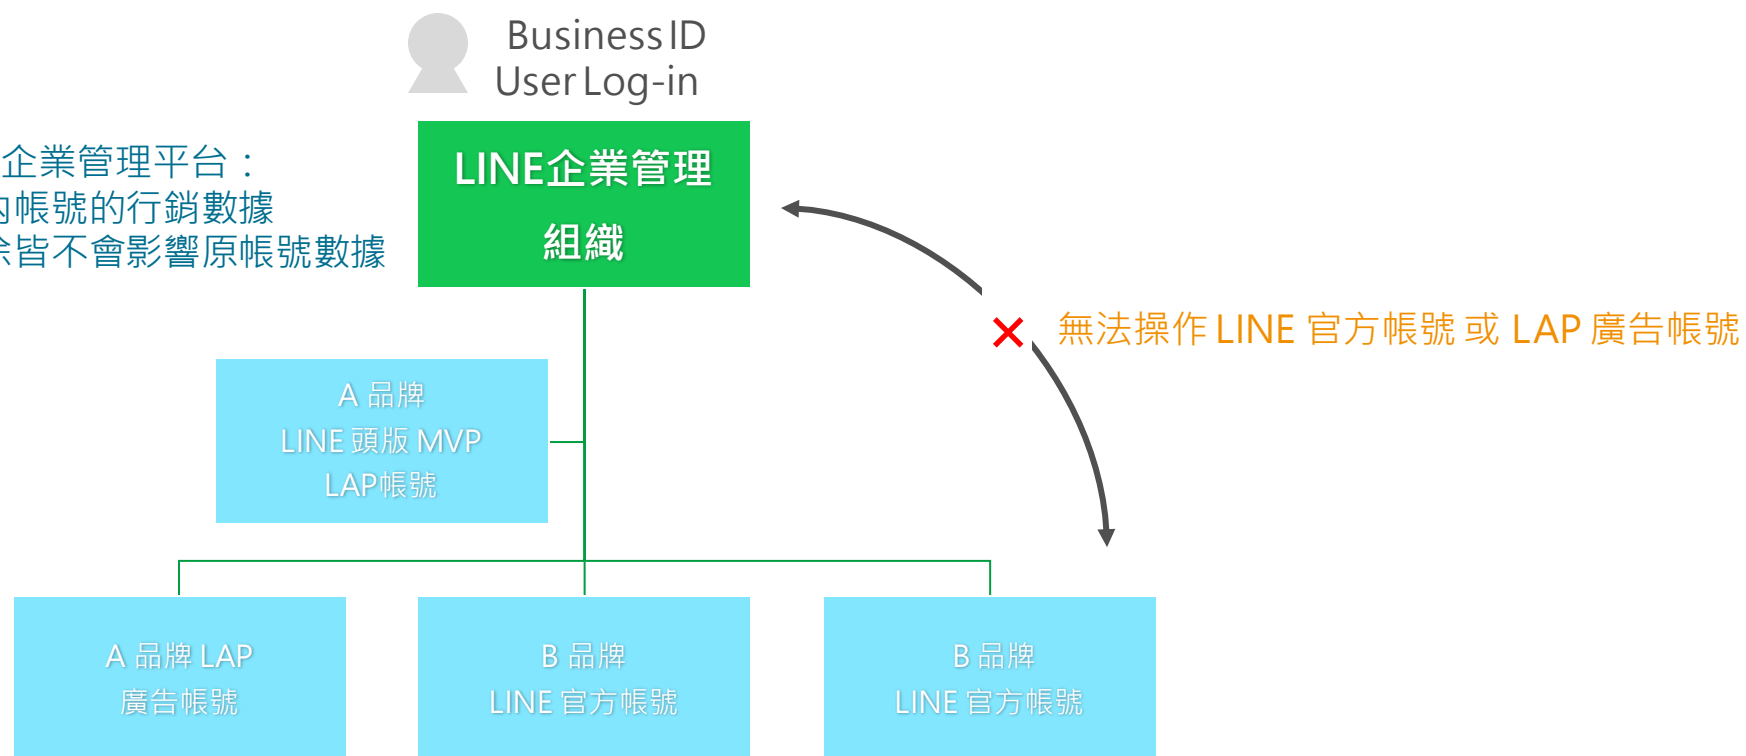 Business ID
User Log-in
LINE企業管理
組織
企業管理平台：
內帳號的行銷數據
除皆不會影響原帳號數據
無法操作 LINE 官方帳號 或 LAP 廣告帳號
A 品牌
LINE 頭版 MVP
LAP帳號
A 品牌 LAP
廣告帳號
B 品牌
LINE 官方帳號
B 品牌
LINE 官方帳號